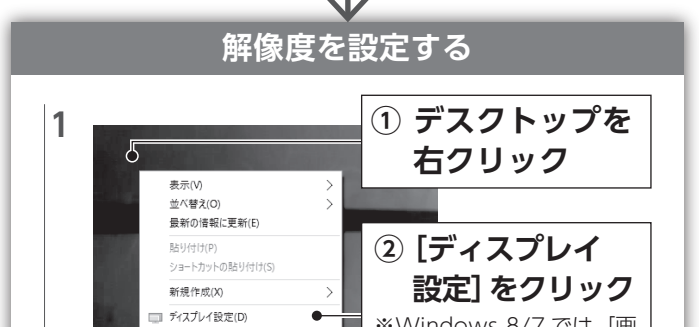 解像度を設定する
1
① デスクトップを
右クリック
表示(V)
並べ替え(O)
最新の情報に更新(E)
貼り付け(P)
ショートカットの貼り付け(S)
新規作成(X)
ディスプレイ設定(D)
② [ディスプレイ
設定] をクリック
※Windows 8/7 では、[画